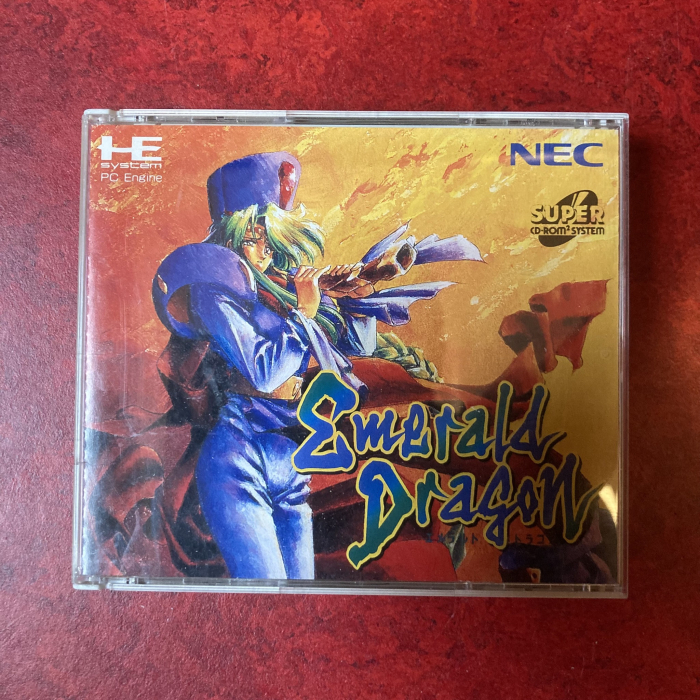 HE
system
PC Engine
NEC
SUPER
CD-ROM² SYSTEM
Emerald
Dragon